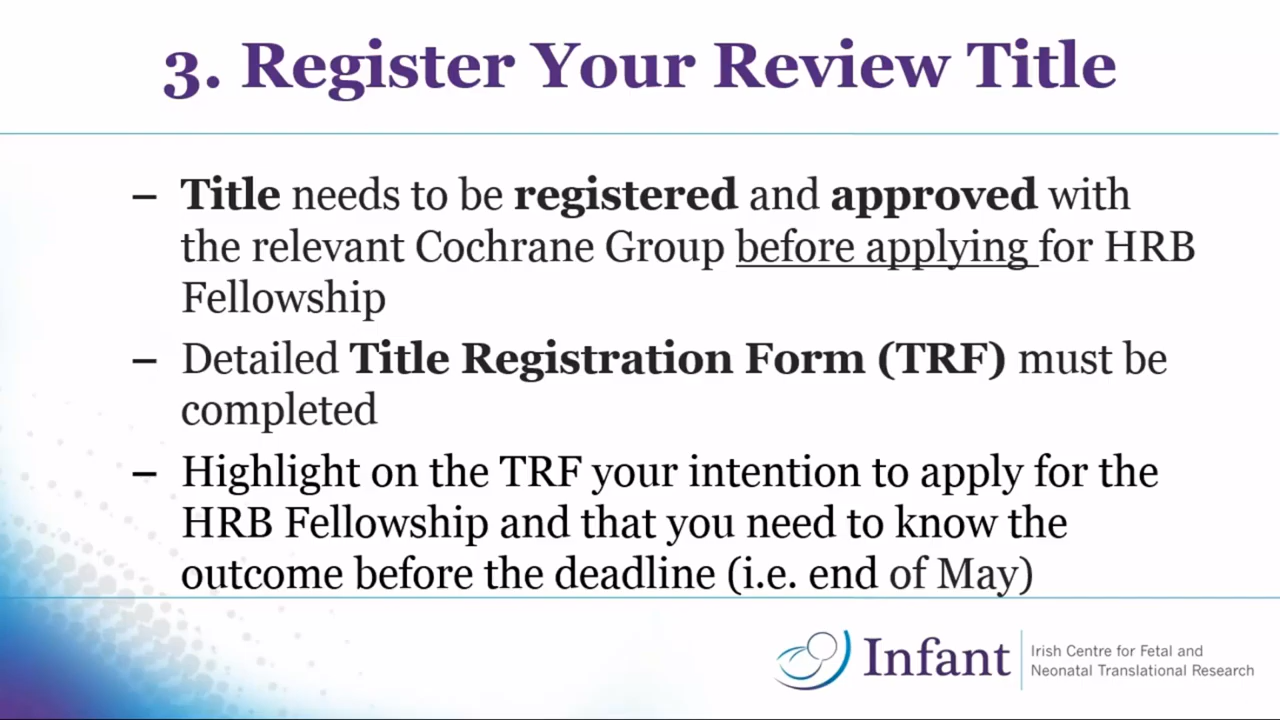 3. Register Your Review Title
– Title needs to be registered and approved with
the relevant Cochrane Group before applying for HRB
Fellowship
– Detailed Title Registration Form (TRF) must be
completed
– Highlight on the TRF your intention to apply for the
HRB Fellowship and that you need to know the
outcome before the deadline (i.e. end of May)
Infant
Irish Centre for Fetal and
Neonatal Translational Research